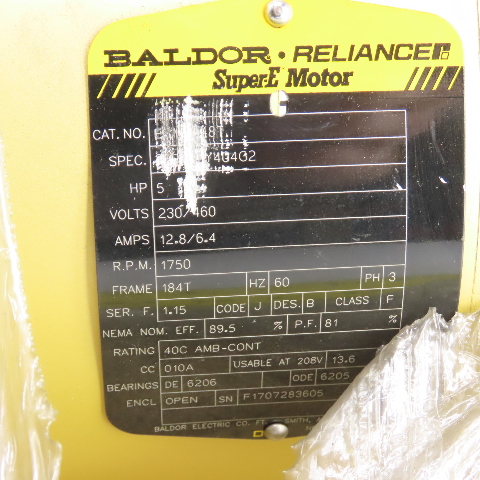 BALDOR • RELIANCE
Super-E Motor
CAT. NO.
SPEC.
HP 5
VOLTS 230/460
AMPS 12.8/6.4
R.P.M. 1750
FRAME 184T HZ 60 PH 3
SER. F. 1.15 CODE J DES. B CLASS F
NEMA NOM. EFF. 89.5 % P.F. 81 %
RATING 40C AMB-CONT
CC 010A USABLE AT 208V 13.6
BEARINGS DE 6206 ODE 6205
ENCL OPEN SN F1707283605
BALDOR ELECTRIC CO. FT. SMITH,